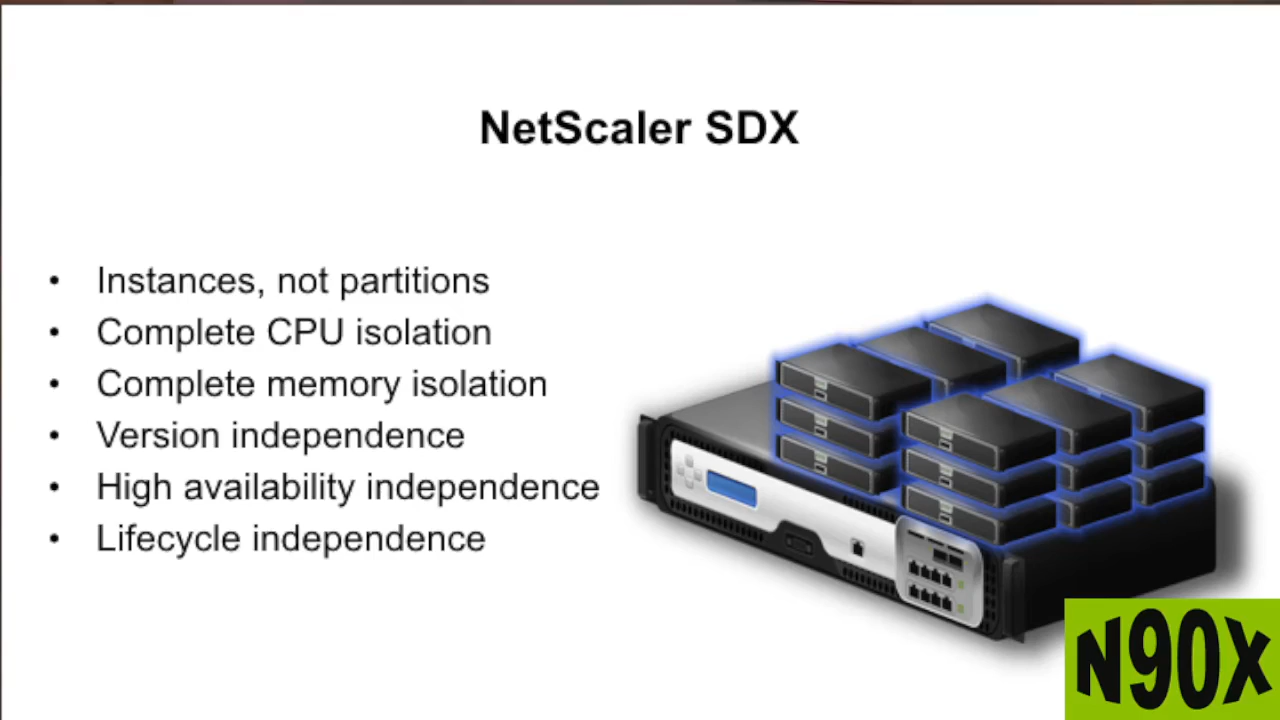 NetScaler SDX
• Instances, not partitions
• Complete CPU isolation
• Complete memory isolation
• Version independence
• High availability independence
• Lifecycle independence
N90X